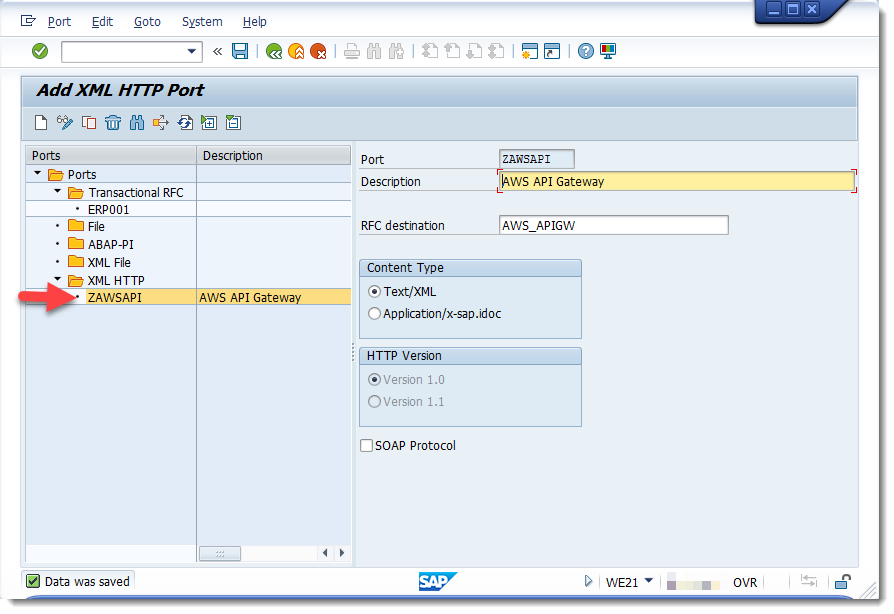 Port Edit Goto System Help
Add XML HTTP Port
Ports Description
Ports
Transactional RFC
ERP001
File
ABAP-PI
XML File
XML HTTP
ZAWSAPI AWS API Gateway
Port ZAWSAPI
Description AWS API Gateway
RFC destination AWS_APIGW
Content Type
Text/XML
Application/x-sap.idoc
HTTP Version
Version 1.0
Version 1.1
SOAP Protocol
Data was saved SAP WE21 OVR